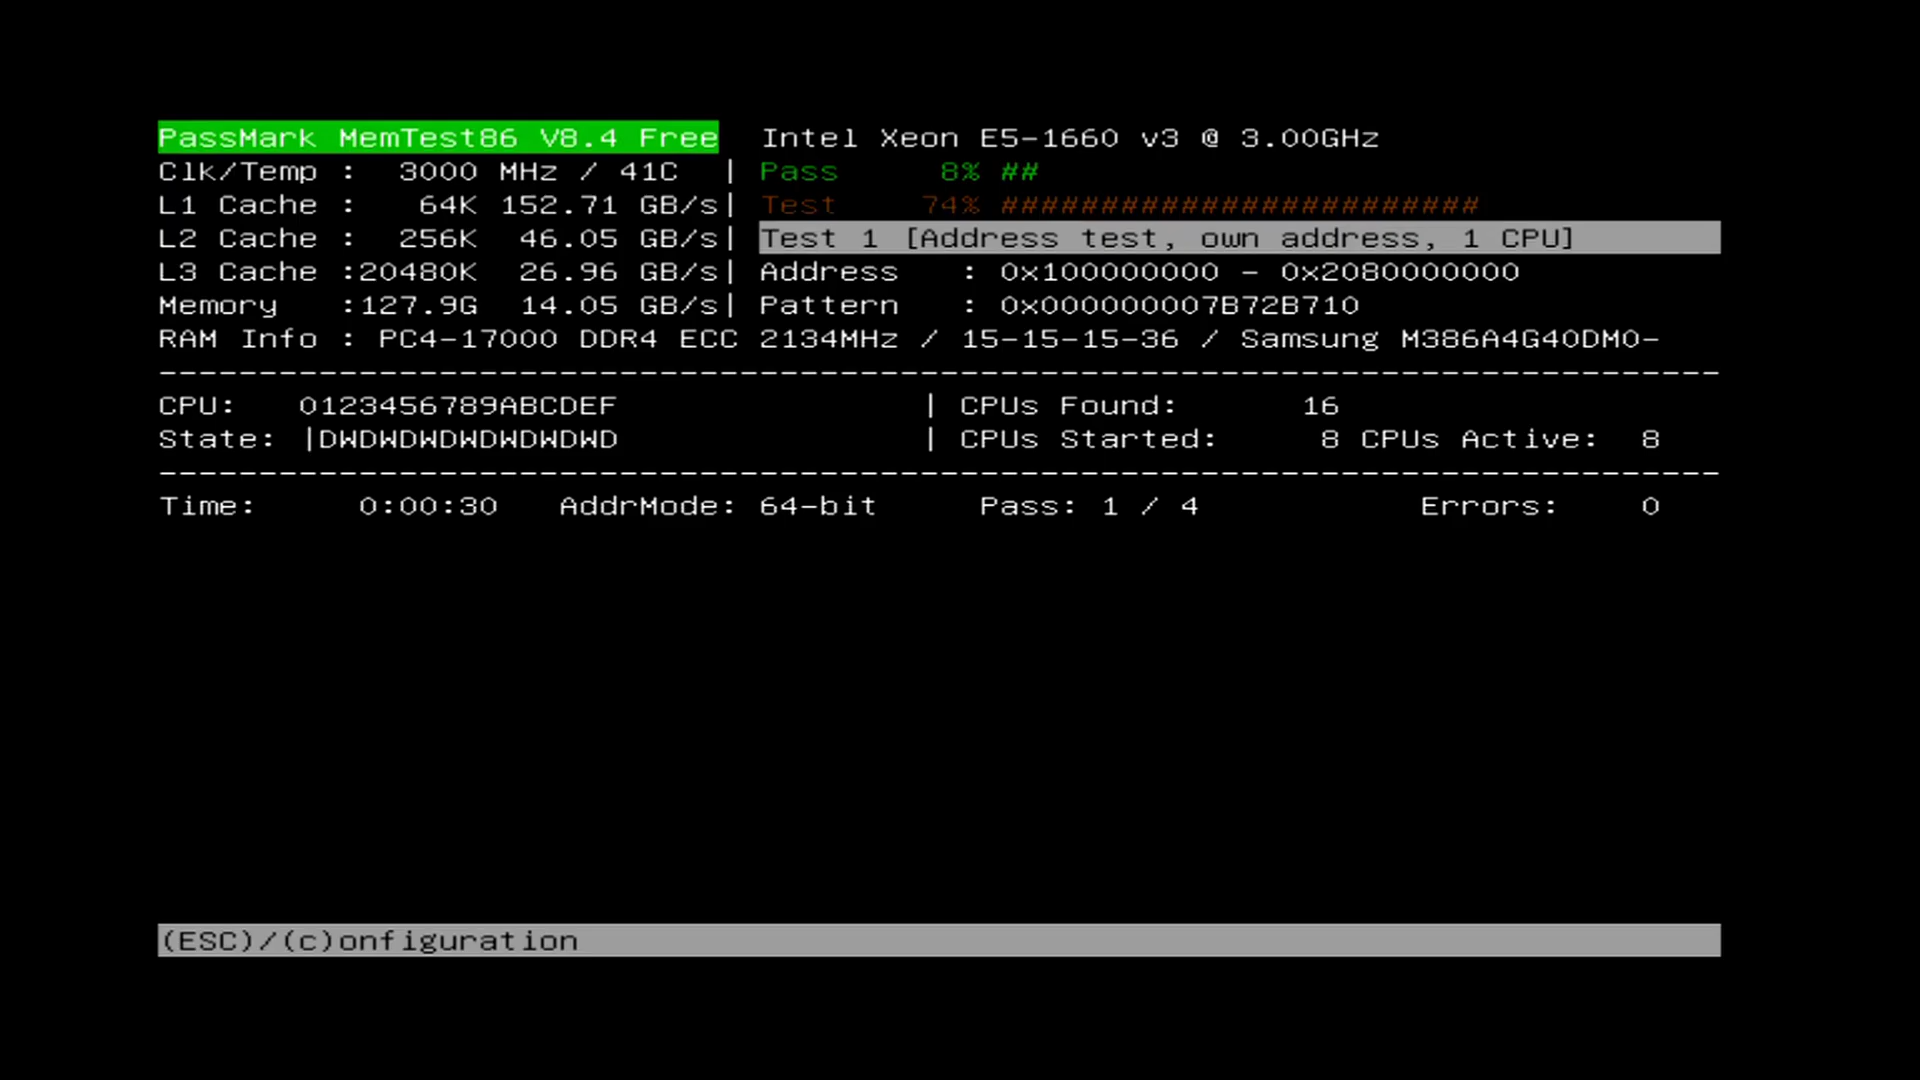 PassMark MemTest86 V8.4 Free Intel Xeon E5-1660 v3 @ 3.00GHz
Clk/Temp : 3000 MHz / 41C | Pass 8% ##
L1 Cache : 64K 152.71 GB/s| Test 74% ########################
L2 Cache : 256K 46.05 GB/s| Test 1 [Address test, own address, 1 CPU]
L3 Cache :20480K 26.96 GB/s| Address : 0x100000000 - 0x2080000000
Memory :127.9G 14.05 GB/s| Pattern : 0x000000007B72B710
RAM Info : PC4-17000 DDR4 ECC 2134MHz / 15-15-15-36 / Samsung M386A4G40DM0-
------------------------------------------------------------------------------
CPU: 0123456789ABCDEF | CPUs Found: 16
State: |DWDWDWDWDWDWDWD | CPUs Started: 8 CPUs Active: 8
------------------------------------------------------------------------------
Time: 0:00:30 AddrMode: 64-bit Pass: 1 / 4 Errors: 0
(ESC)/(c)onfiguration